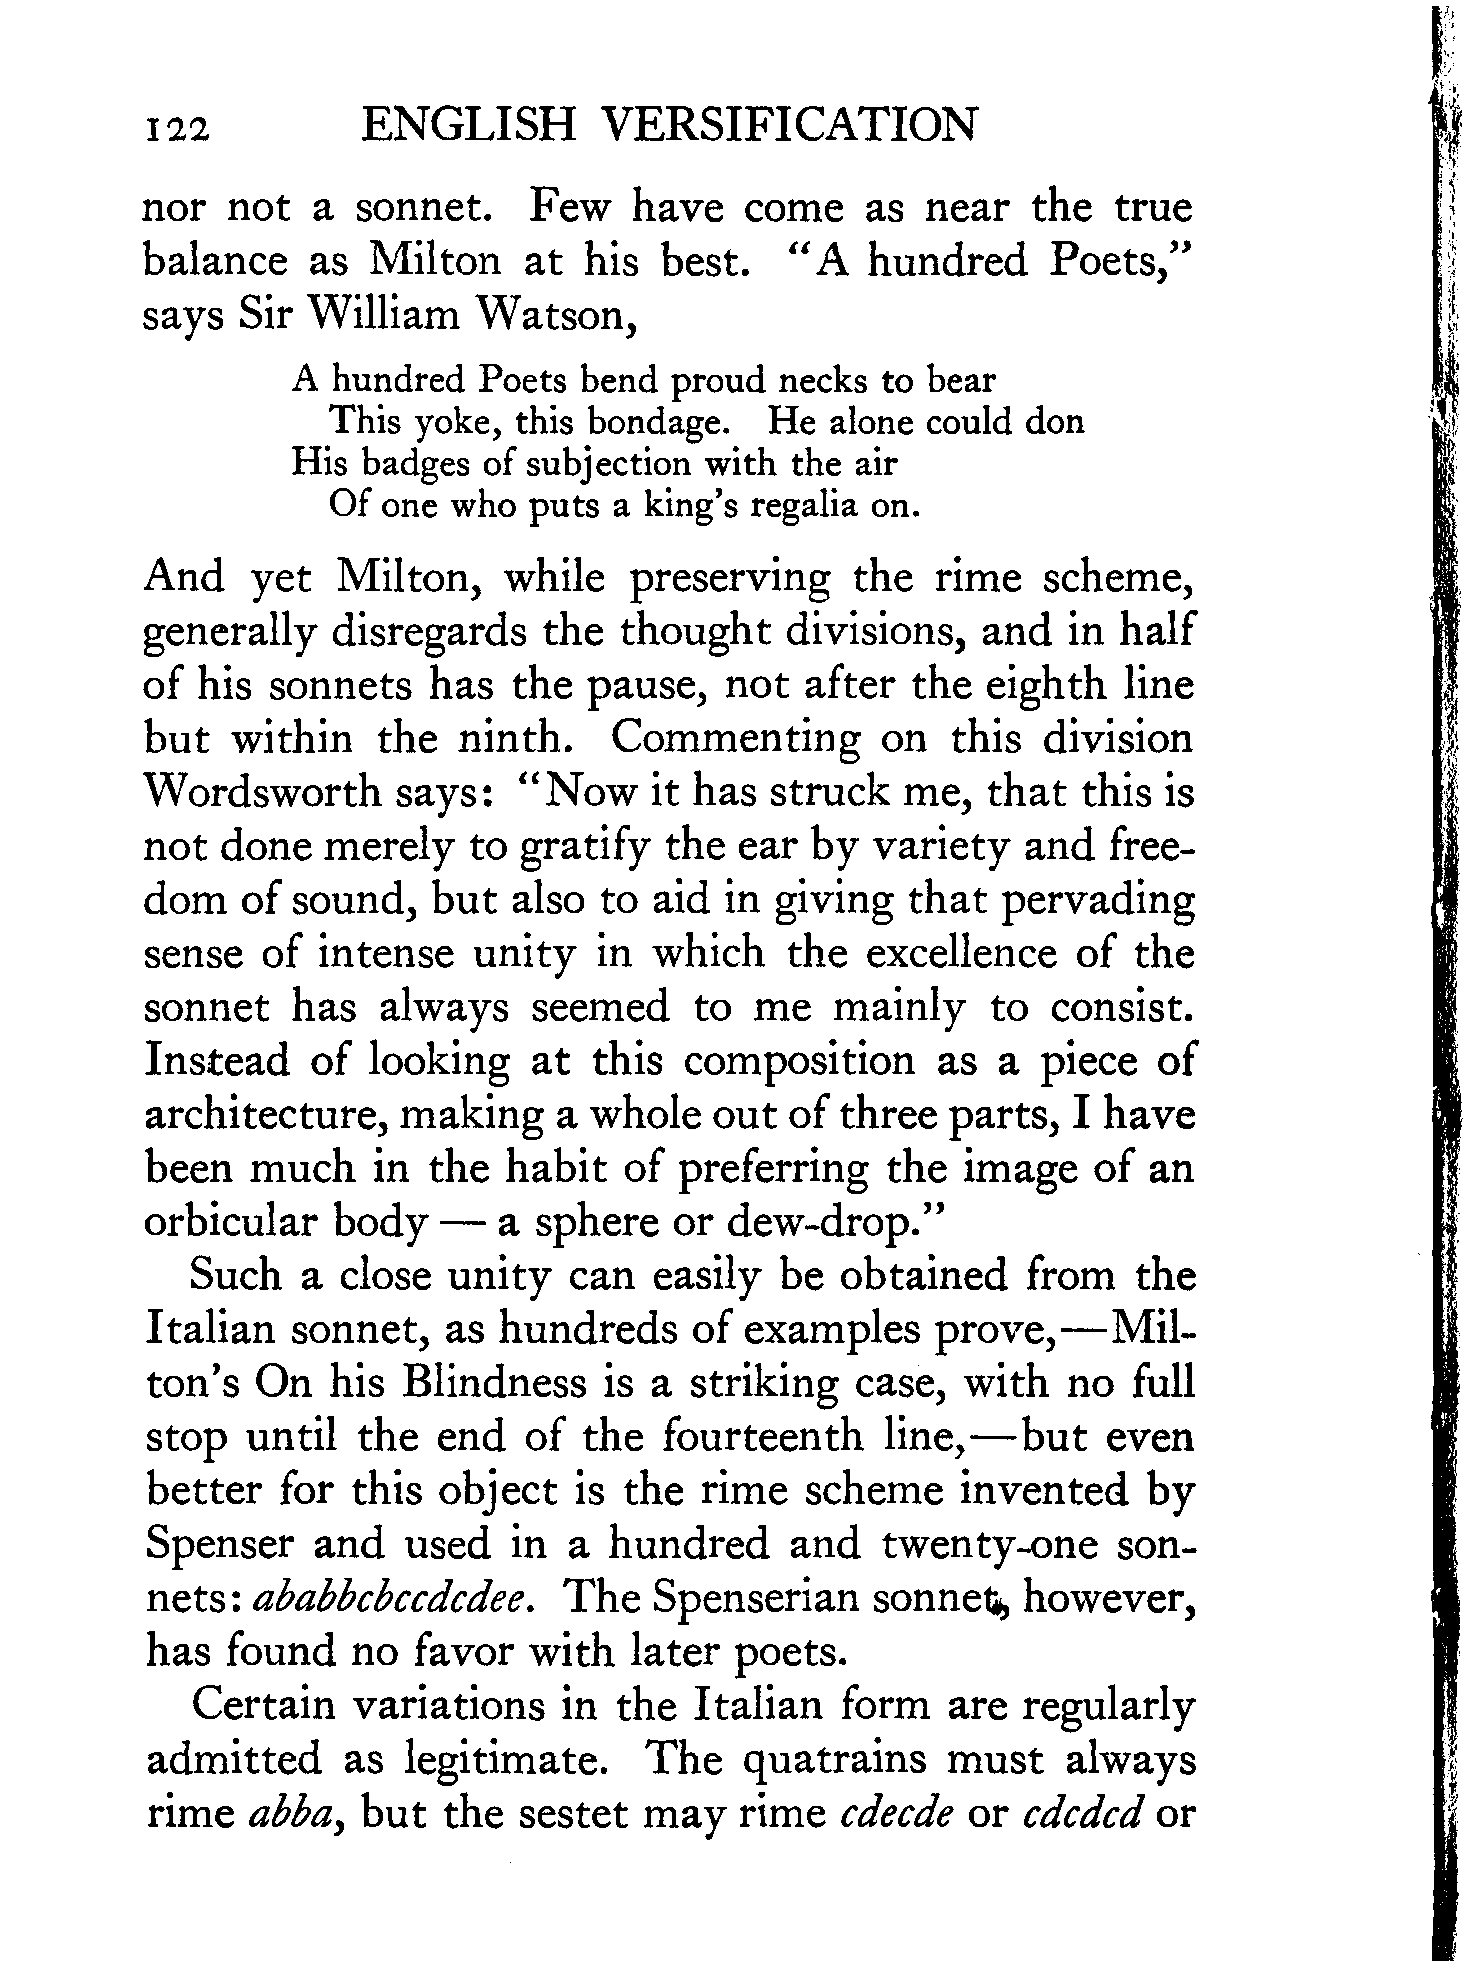 122 ENGLISH VERSIFICATION
nor not a sonnet. Few have come as near the true
balance as Milton at his best. “A hundred Poets,”
says Sir William Watson,
A hundred Poets bend proud necks to bear
This yoke, this bondage. He alone could don
His badges of subjection with the air
Of one who puts a king’s regalia on.
And yet Milton, while preserving the rime scheme,
generally disregards the thought divisions, and in half
of his sonnets has the pause, not after the eighth line
but within the ninth. Commenting on this division
Wordsworth says: “Now it has struck me, that this is
not done merely to gratify the ear by variety and free-
dom of sound, but also to aid in giving that pervading
sense of intense unity in which the excellence of the
sonnet has always seemed to me mainly to consist.
Instead of looking at this composition as a piece of
architecture, making a whole out of three parts, I have
been much in the habit of preferring the image of an
orbicular body — a sphere or dew-drop.”
Such a close unity can easily be obtained from the
Italian sonnet, as hundreds of examples prove,—Mil-
ton’s On his Blindness is a striking case, with no full
stop until the end of the fourteenth line,—but even
better for this object is the rime scheme invented by
Spenser and used in a hundred and twenty-one son-
nets: ababbcbccdcdee. The Spenserian sonnet, however,
has found no favor with later poets.
Certain variations in the Italian form are regularly
admitted as legitimate. The quatrains must always
rime abba, but the sestet may rime cdecde or cdcdcd or